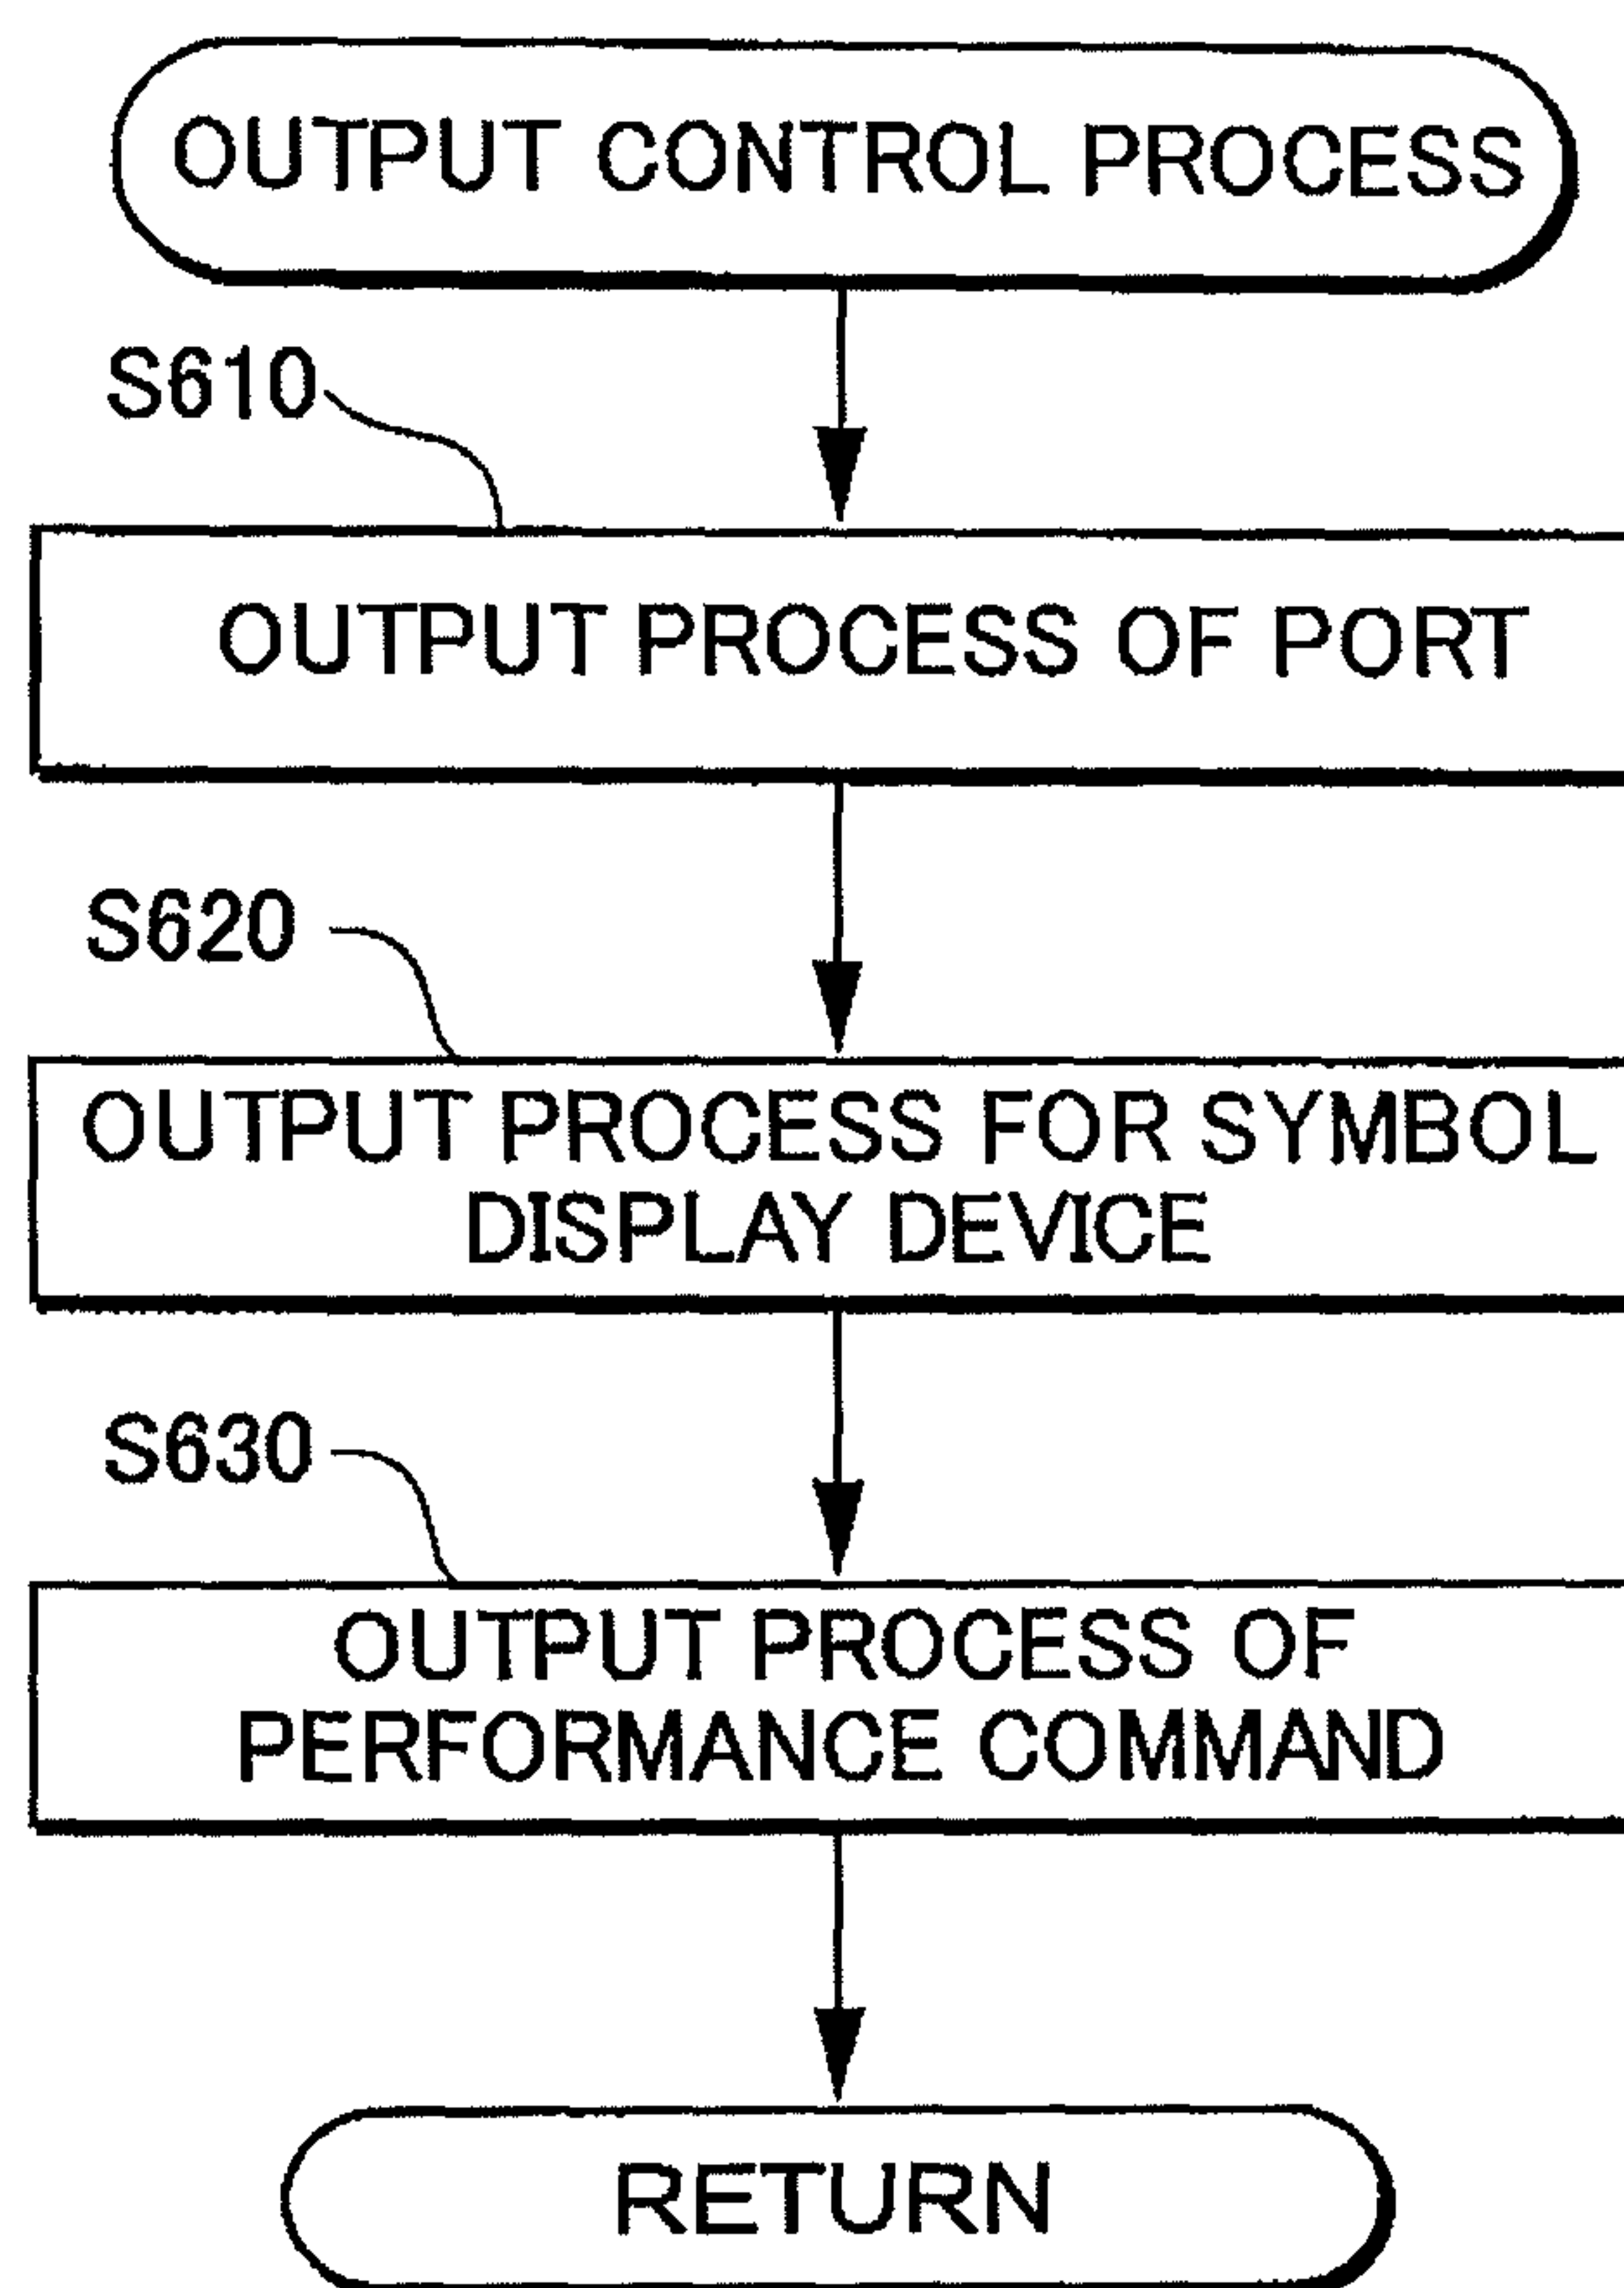 OUTPUT CONTROL PROCESS
S610
OUTPUT PROCESS OF PORT
S620
OUTPUT PROCESS FOR SYMBOL
DISPLAY DEVICE
S630
OUTPUT PROCESS OF
PERFORMANCE COMMAND
RETURN